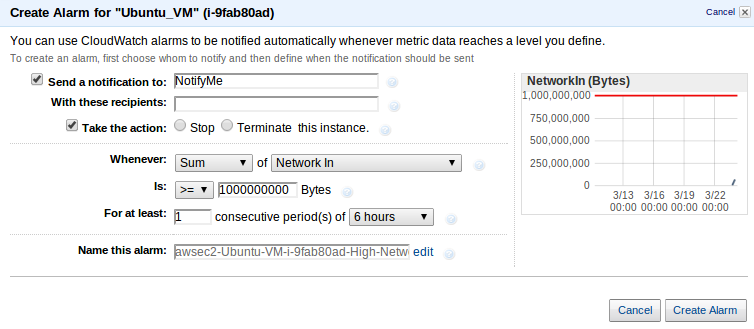 Create Alarm for "Ubuntu_VM" (i-9fab80ad)
Cancel
You can use CloudWatch alarms to be notified automatically whenever metric data reaches a level you define.
To create an alarm, first choose whom to notify and then define when the notification should be sent
Send a notification to: NotifyMe ?
With these recipients: ?
Take the action: Stop Terminate this instance. ?
Whenever: Sum of Network In ?
Is: >= 1000000000 Bytes ?
For at least: 1 consecutive period(s) of 6 hours ?
Name this alarm: awsec2-Ubuntu-VM-i-9fab80ad-High-Netw edit ?
NetworkIn (Bytes)
1,000,000,000
750,000,000
500,000,000
250,000,000
0
3/13 3/16 3/19 3/22
00:00 00:00 00:00 00:00
Cancel Create Alarm